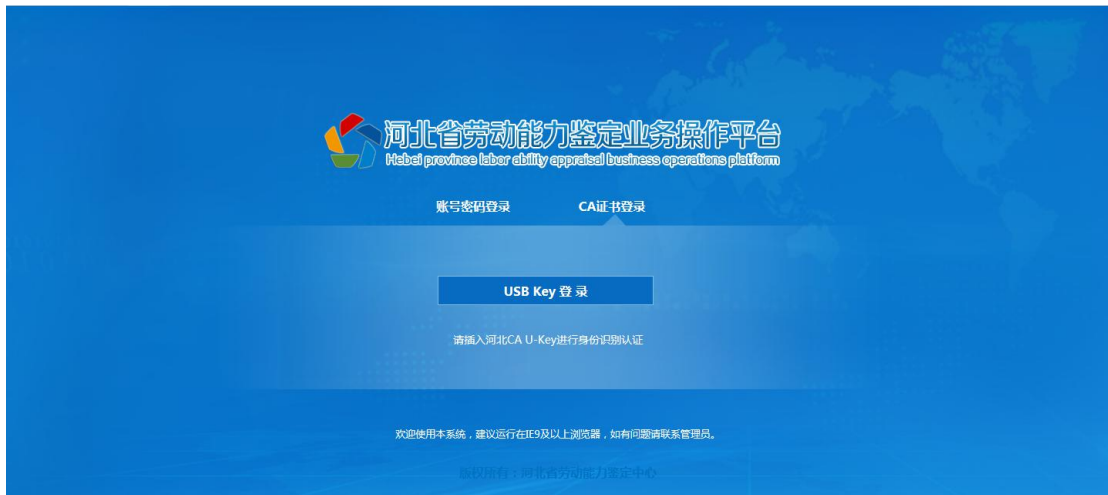 河北省劳动能力鉴定业务操作平台
Hebei province labor ability appraisal business operations platform
账号密码登录 CA证书登录
USB Key 登 录
请插入河北CA U-Key进行身份识别认证
欢迎使用本系统，建议运行在IE9及以上浏览器，如有问题请联系管理员。
版权所有：河北省劳动能力鉴定中心